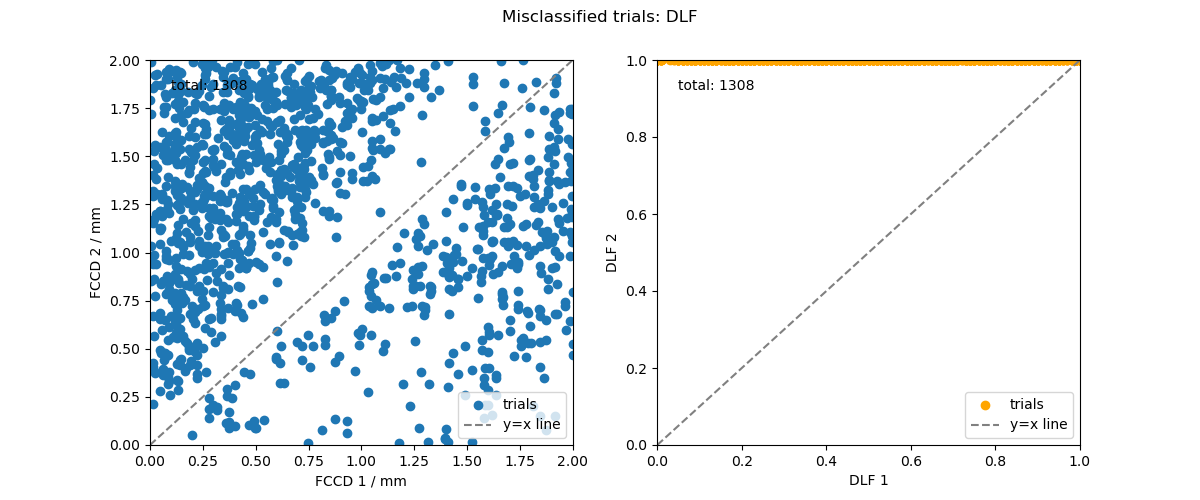 Misclassified trials: DLF
2.00
1.75
1.50
1.25
1.00
0.75
0.50
0.25
0.00
FCCD 2 / mm
total: 1308
trials
y=x line
0.00 0.25 0.50 0.75 1.00 1.25 1.50 1.75 2.00
FCCD 1 / mm
1.0
0.8
0.6
0.4
0.2
0.0
DLF 2
total: 1308
trials
y=x line
0.0 0.2 0.4 0.6 0.8 1.0
DLF 1